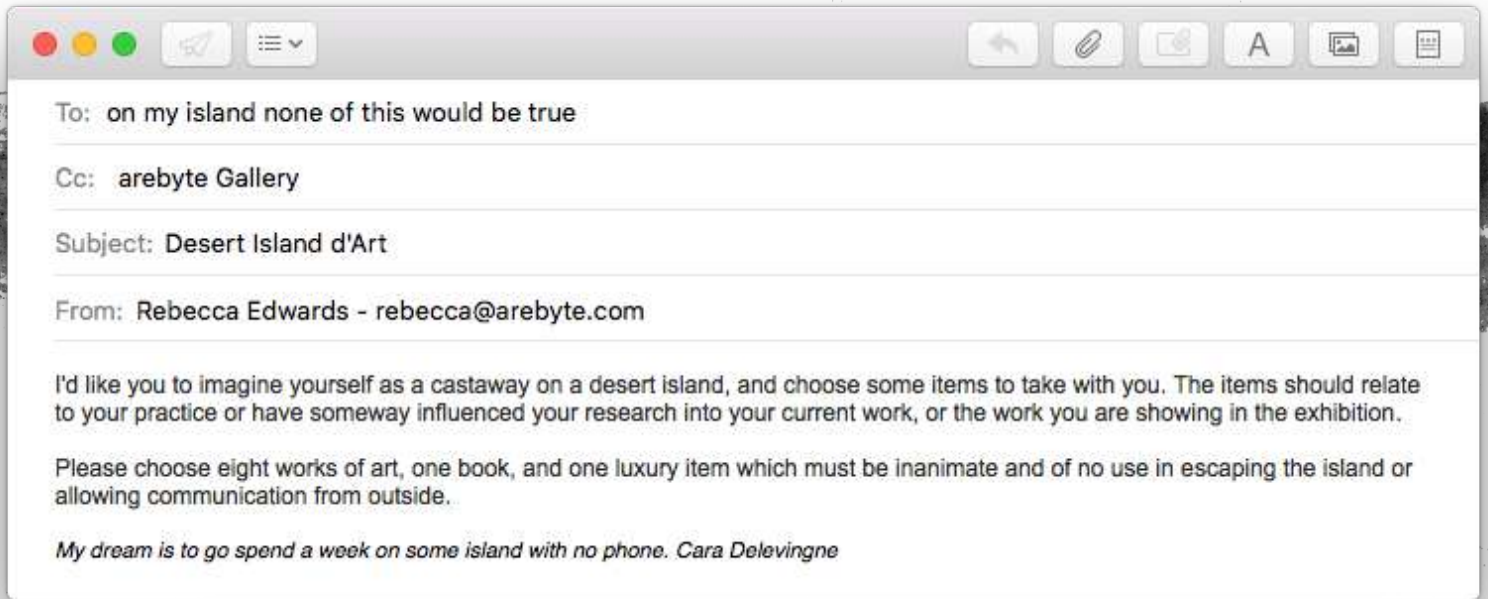 To: on my island none of this would be true
Cc: arebyte Gallery
Subject: Desert Island d'Art
From: Rebecca Edwards - rebecca@arebyte.com
I'd like you to imagine yourself as a castaway on a desert island, and choose some items to take with you. The items should relate
to your practice or have someway influenced your research into your current work, or the work you are showing in the exhibition.
Please choose eight works of art, one book, and one luxury item which must be inanimate and of no use in escaping the island or
allowing communication from outside.
My dream is to go spend a week on some island with no phone. Cara Delevingne